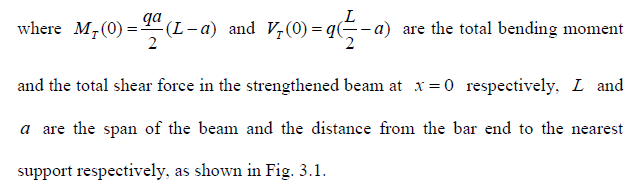 where M_T(0) = qa/2 (L − a) and V_T(0) = q(L/2 − a) are the total bending moment
and the total shear force in the strengthened beam at x = 0 respectively, L and
a are the span of the beam and the distance from the bar end to the nearest
support respectively, as shown in Fig. 3.1.